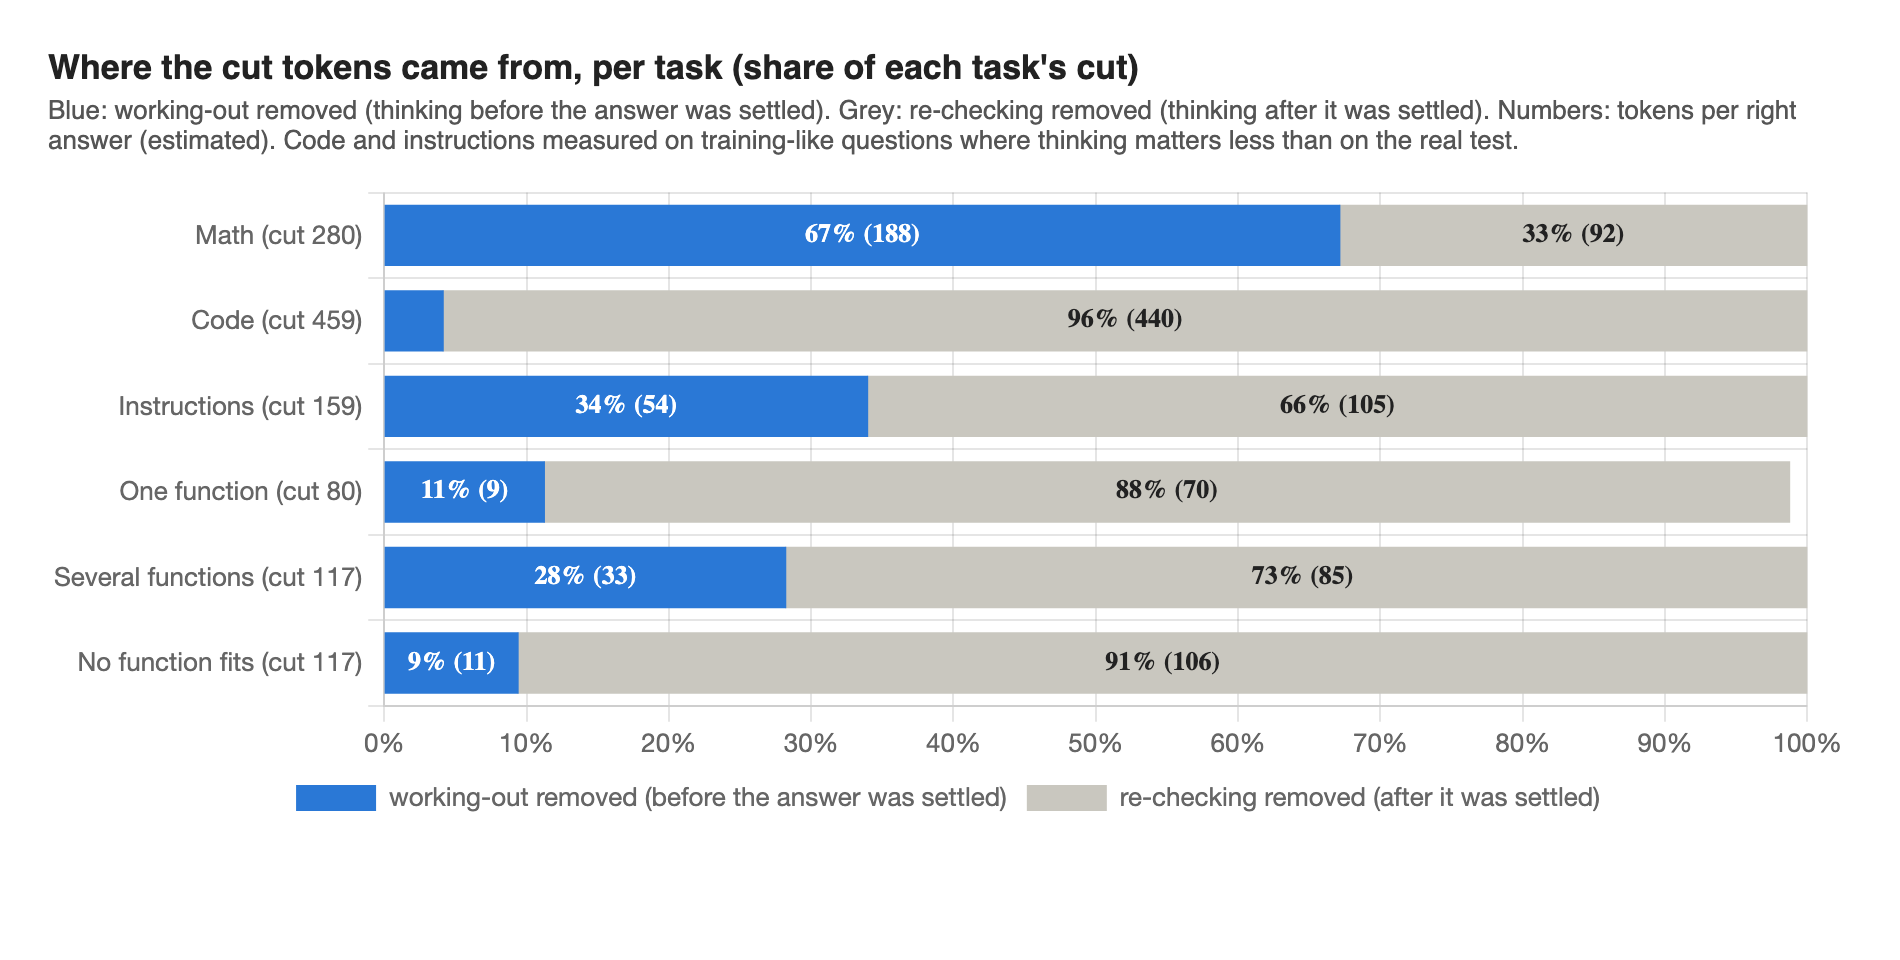 Where the cut tokens came from, per task (share of each task's cut)
Blue: working-out removed (thinking before the answer was settled). Grey: re-checking removed (thinking after it was settled). Numbers: tokens per right
answer (estimated). Code and instructions measured on training-like questions where thinking matters less than on the real test.
Math (cut 280) 67% (188) 33% (92)
Code (cut 459) 96% (440)
Instructions (cut 159) 34% (54) 66% (105)
One function (cut 80) 11% (9) 88% (70)
Several functions (cut 117) 28% (33) 73% (85)
No function fits (cut 117) 9% (11) 91% (106)
0% 10% 20% 30% 40% 50% 60% 70% 80% 90% 100%
working-out removed (before the answer was settled) re-checking removed (after it was settled)